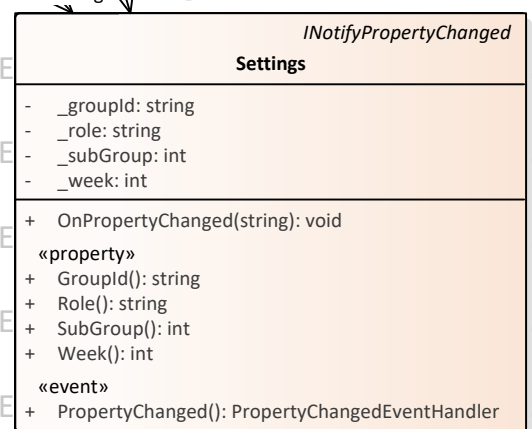 INotifyPropertyChanged
Settings
- _groupId: string
- _role: string
- _subGroup: int
- _week: int
+ OnPropertyChanged(string): void
«property»
+ GroupId(): string
+ Role(): string
+ SubGroup(): int
+ Week(): int
«event»
+ PropertyChanged(): PropertyChangedEventHandler